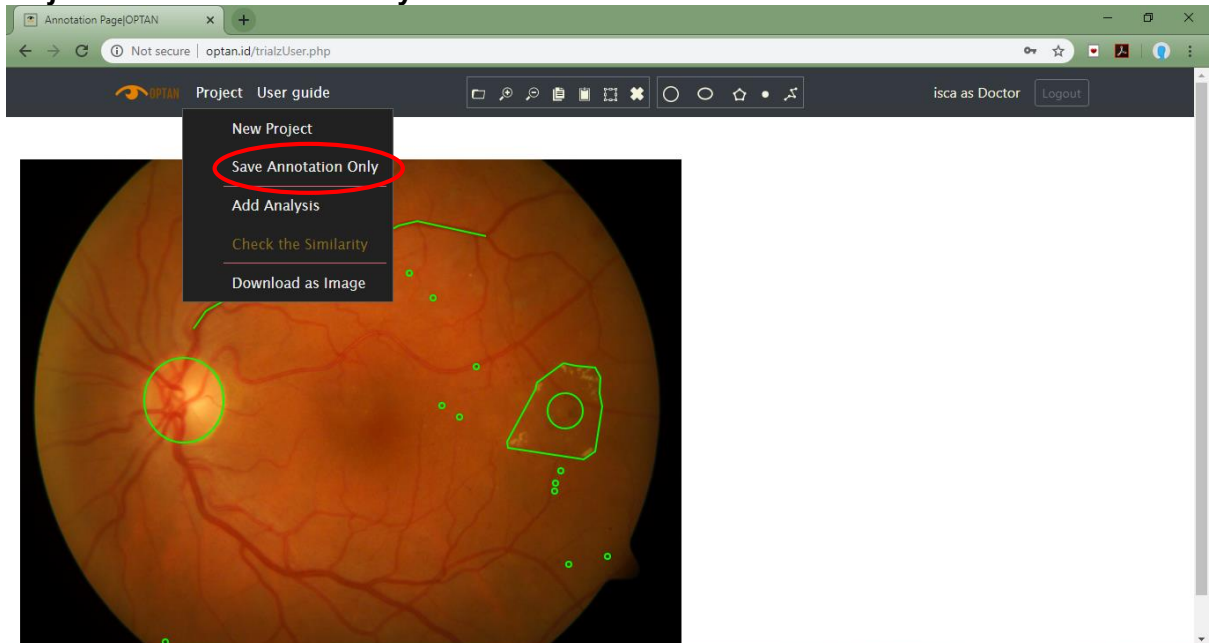 Annotation Page|OPTAN
Not secure | optan.id/trialzUser.php
OPTAN Project User guide isca as Doctor Logout
New Project
Save Annotation Only
Add Analysis
Check the Similarity
Download as Image